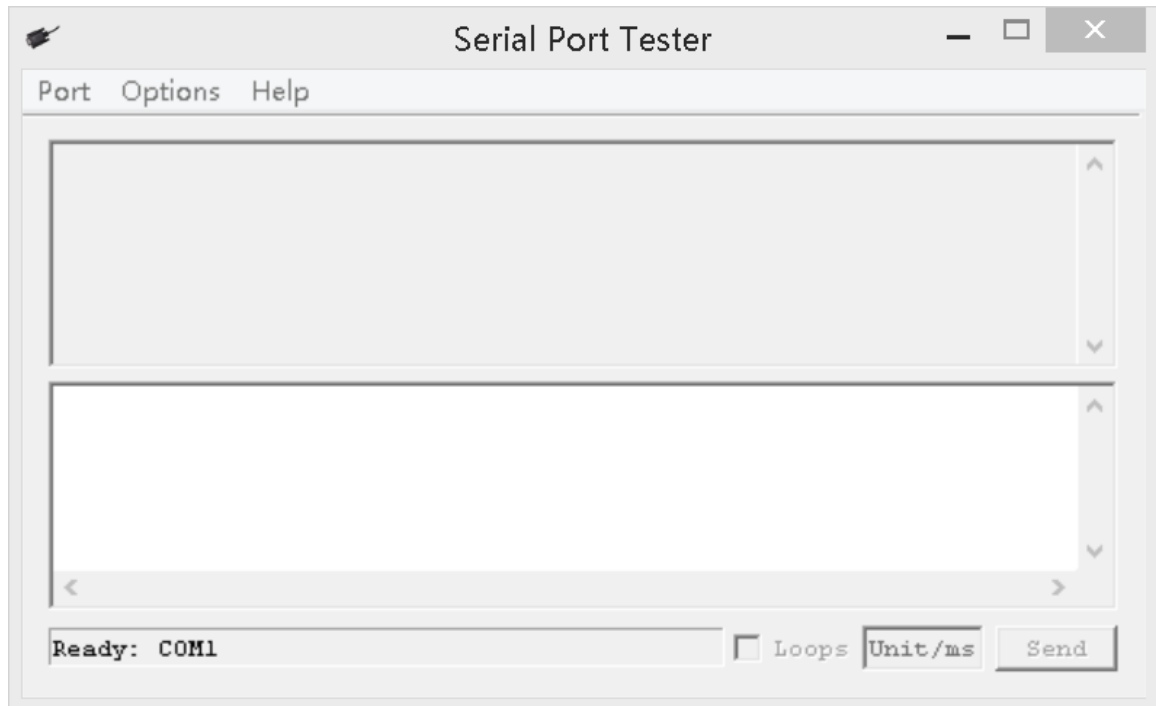 Serial Port Tester
Port Options Help
Ready: COM1 Loops Unit/ms Send